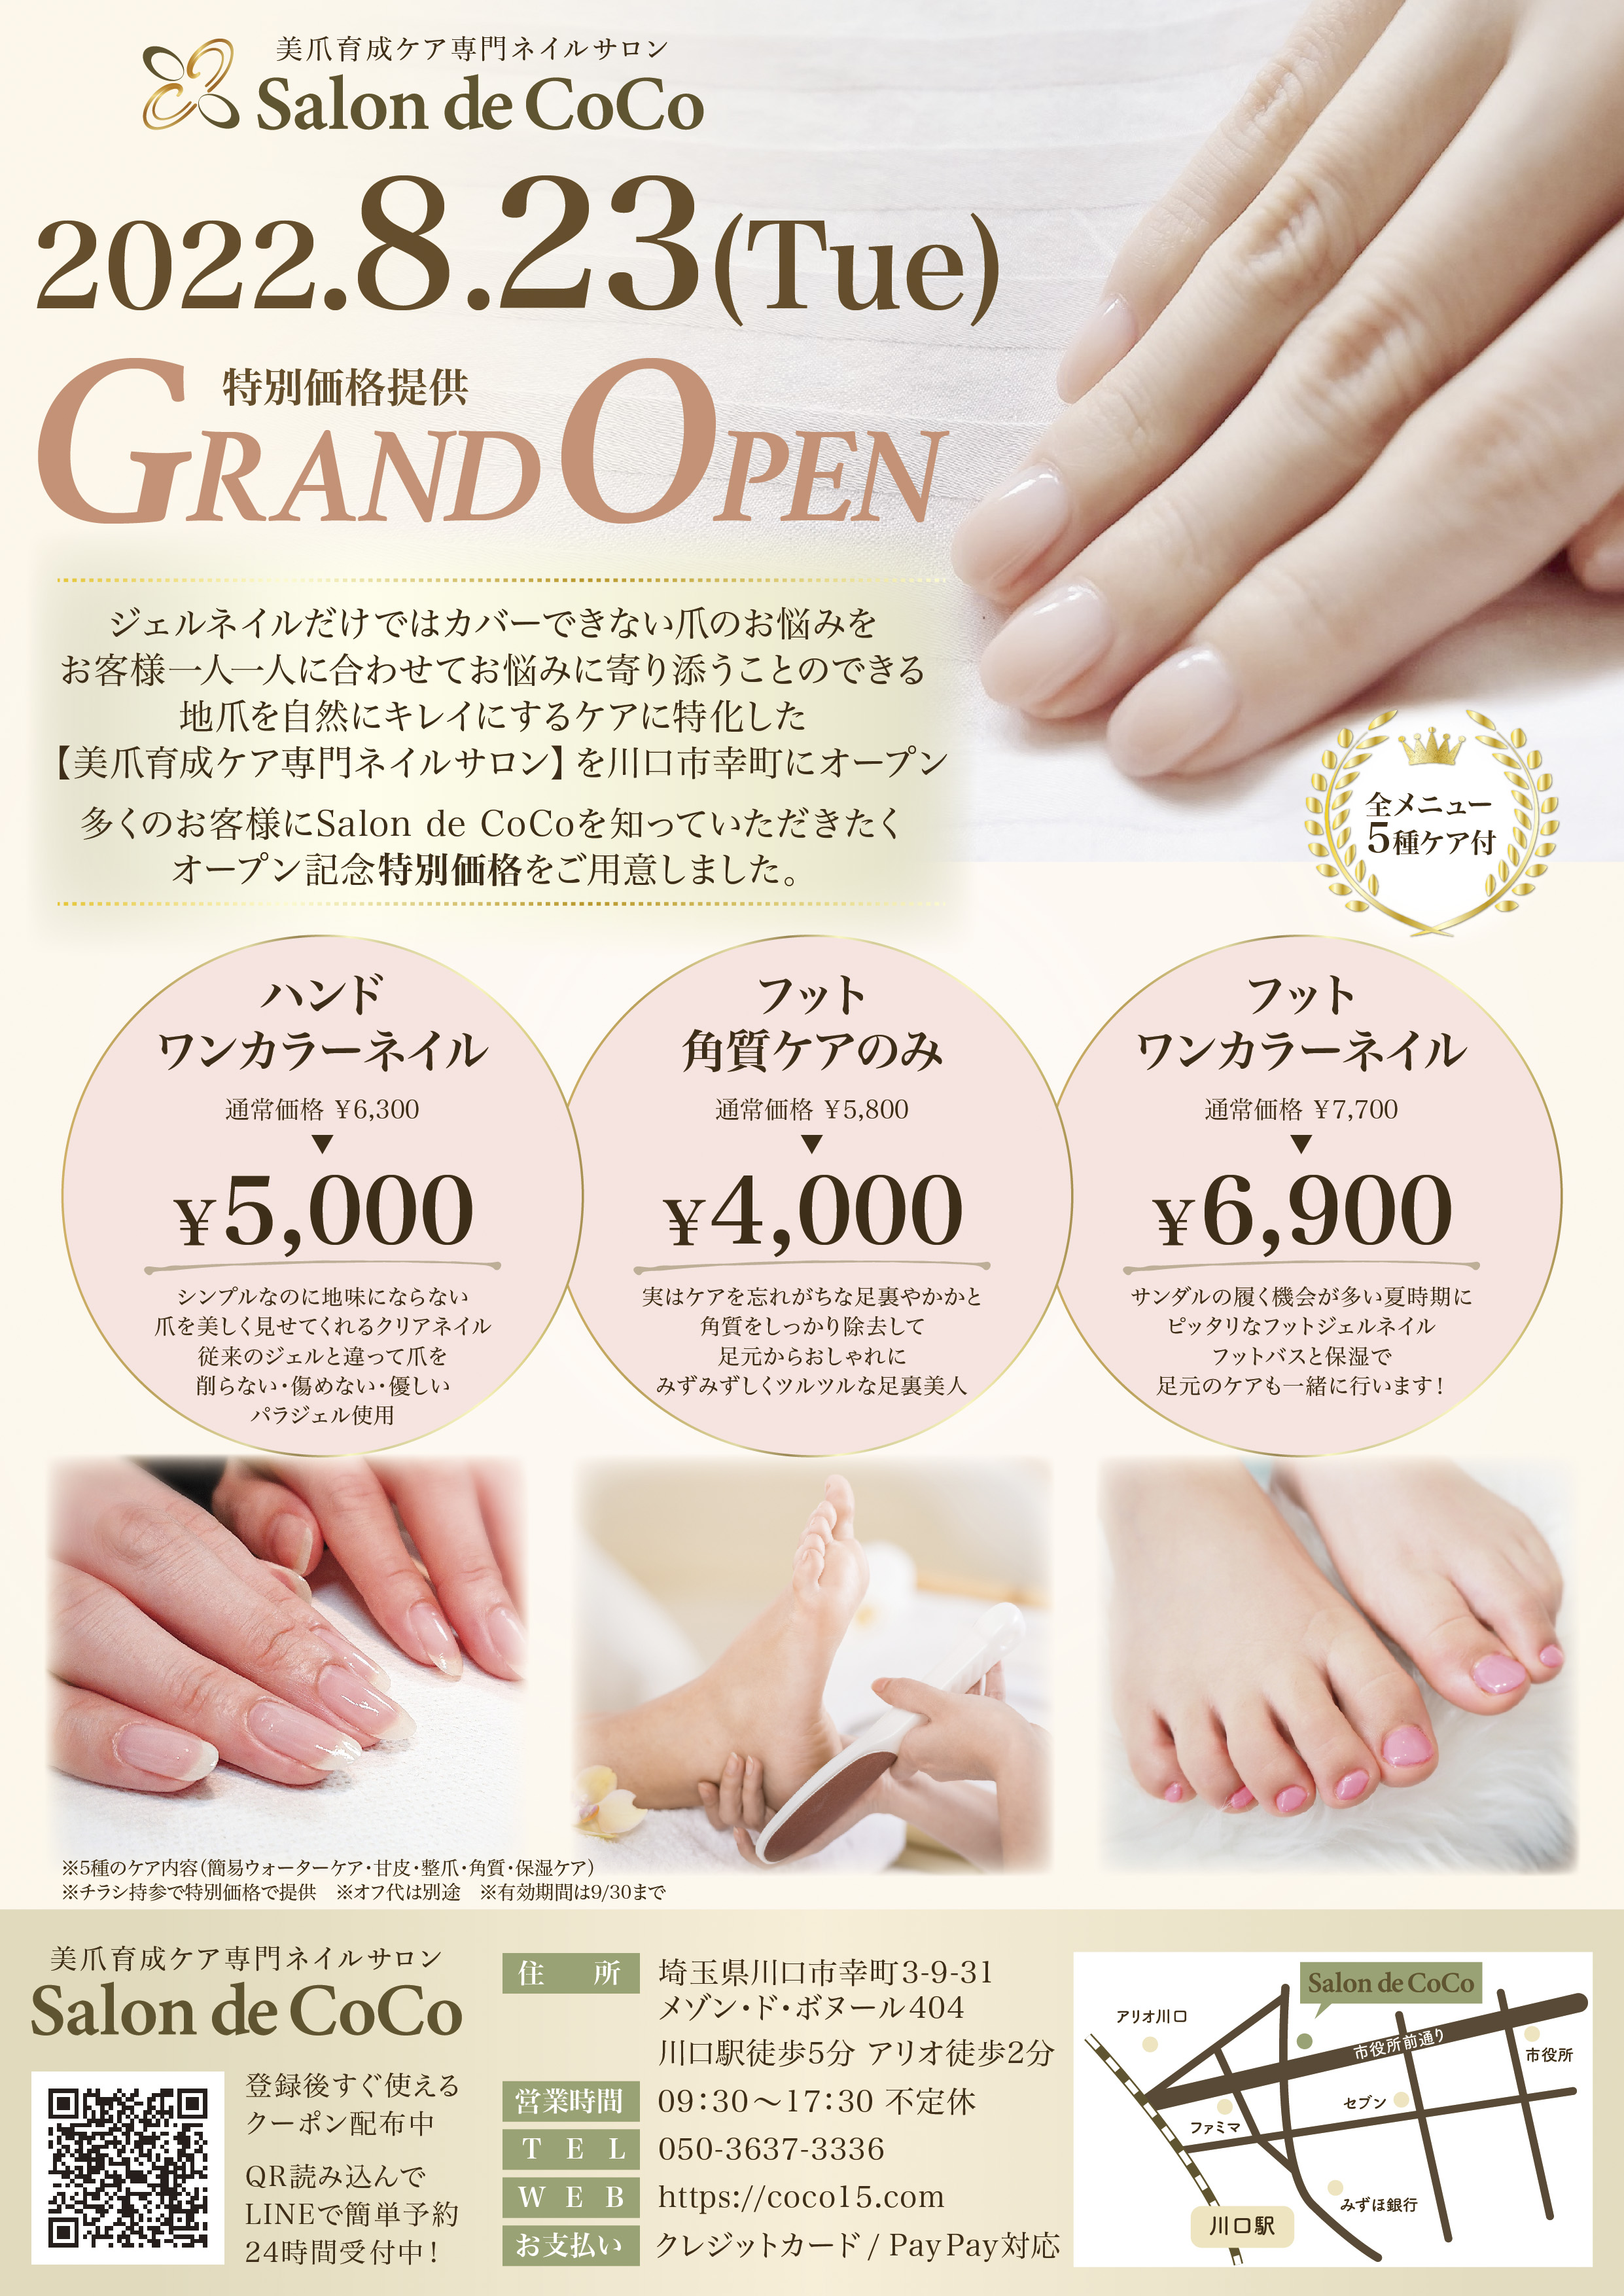 美爪育成ケア専門ネイルサロン
Salon de CoCo
2022.8.23(Tue)
特別価格提供
GRAND OPEN
ジェルネイルだけではカバーできない爪のお悩みを
お客様一人一人に合わせてお悩みに寄り添うことのできる
地爪を自然にキレイにするケアに特化した
【美爪育成ケア専門ネイルサロン】を川口市幸町にオープン
多くのお客様にSalon de CoCoを知っていただきたく
オープン記念特別価格をご用意しました。
全メニュー
5種ケア付
ハンド
ワンカラーネイル
通常価格 ¥6,300
▼
¥5,000
シンプルなのに地味にならない
爪を美しく見せてくれるクリアネイル
従来のジェルと違って爪を
削らない・傷めない・優しい
パラジェル使用
フット
角質ケアのみ
通常価格 ¥5,800
▼
¥4,000
実はケアを忘れがちな足裏やかかと
角質をしっかり除去して
足元からおしゃれに
みずみずしくツルツルな足裏美人
フット
ワンカラーネイル
通常価格 ¥7,700
▼
¥6,900
サンダルの履く機会が多い夏時期に
ピッタリなフットジェルネイル
フットバスと保湿で
足元のケアも一緒に行います！
※5種のケア内容（簡易ウォーターケア・甘皮・整爪・角質・保湿ケア）
※チラシ持参で特別価格で提供　※オフ代は別途　※有効期間は9/30まで
美爪育成ケア専門ネイルサロン
Salon de CoCo
登録後すぐ使える
クーポン配布中
QR読み込んで
LINEで簡単予約
24時間受付中！
住所 埼玉県川口市幸町3-9-31
メゾン・ド・ボヌール404
川口駅徒歩5分 アリオ徒歩2分
営業時間 09：30～17：30 不定休
TEL 050-3637-3336
WEB https://coco15.com
お支払い クレジットカード / PayPay対応
Salon de CoCo
アリオ川口
市役所前通り
市役所
セブン
ファミマ
みずほ銀行
川口駅